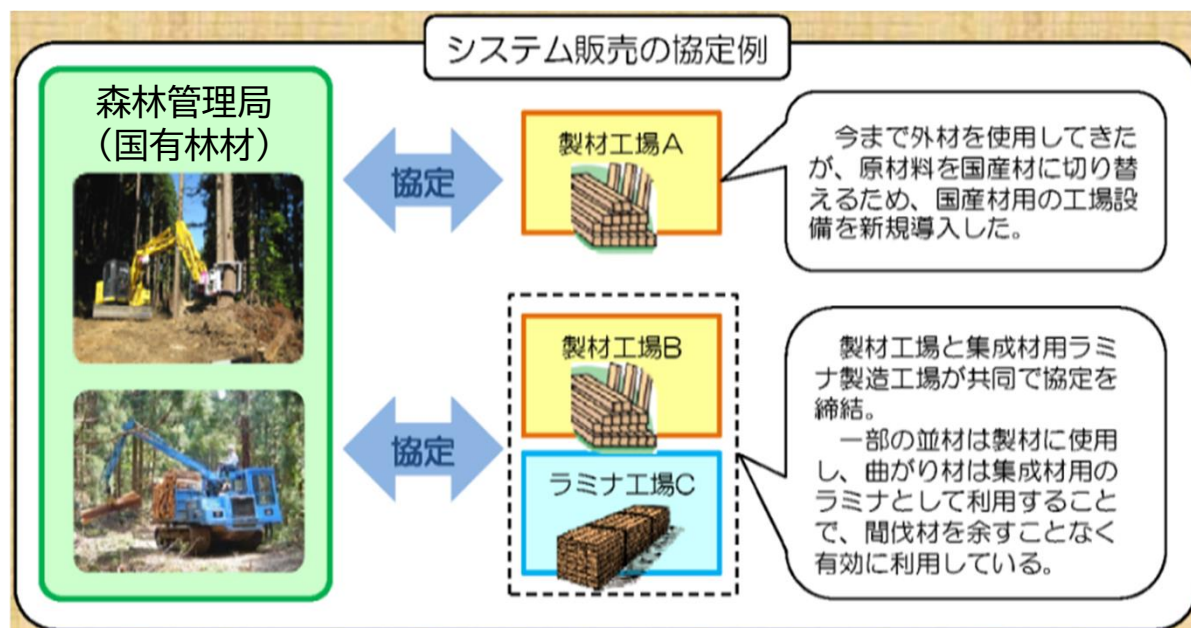 システム販売の協定例
森林管理局
（国有林材）
協定
製材工場A
今まで外材を使用してきた
が、原材料を国産材に切り替
えるため、国産材用の工場設
備を新規導入した。
協定
製材工場B
ラミナ工場C
製材工場と集成材用ラミ
ナ製造工場が共同で協定を
締結。
一部の並材は製材に使用
し、曲がり材は集成材用の
ラミナとして利用すること
で、間伐材を余すことなく
有効に利用している。